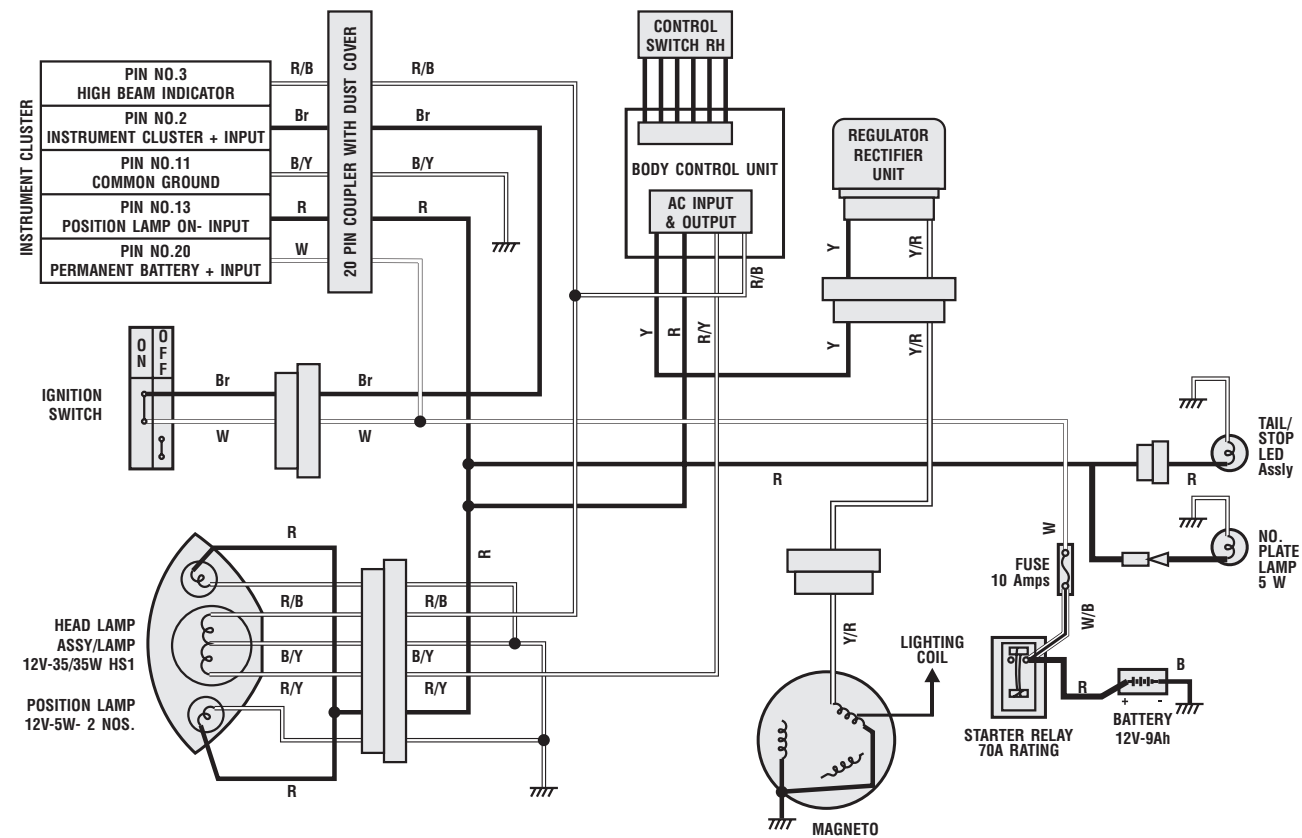 INSTRUMENT CLUSTER
PIN NO.3
HIGH BEAM INDICATOR
PIN NO.2
INSTRUMENT CLUSTER + INPUT
PIN NO.11
COMMON GROUND
PIN NO.13
POSITION LAMP ON- INPUT
PIN NO.20
PERMANENT BATTERY + INPUT
R/B
Br
B/Y
R
W
20 PIN COUPLER WITH DUST COVER
R/B
Br
B/Y
R
CONTROL
SWITCH RH
BODY CONTROL UNIT
AC INPUT
& OUTPUT
R/B
Y
R
R/Y
REGULATOR
RECTIFIER
UNIT
Y
Y/R
Y
Y/R
IGNITION
SWITCH
ON
OFF
Br
W
Br
W
R
R
TAIL/
STOP
LED
Assly
NO.
PLATE
LAMP
5 W
W
FUSE
10 Amps
W/B
HEAD LAMP
ASSY/LAMP
12V-35/35W HS1
POSITION LAMP
12V-5W- 2 NOS.
R
R/B
B/Y
R/Y
R
R/B
B/Y
R/Y
R
Y/R
LIGHTING
COIL
MAGNETO
STARTER RELAY
70A RATING
R
B
+ -
BATTERY
12V-9Ah